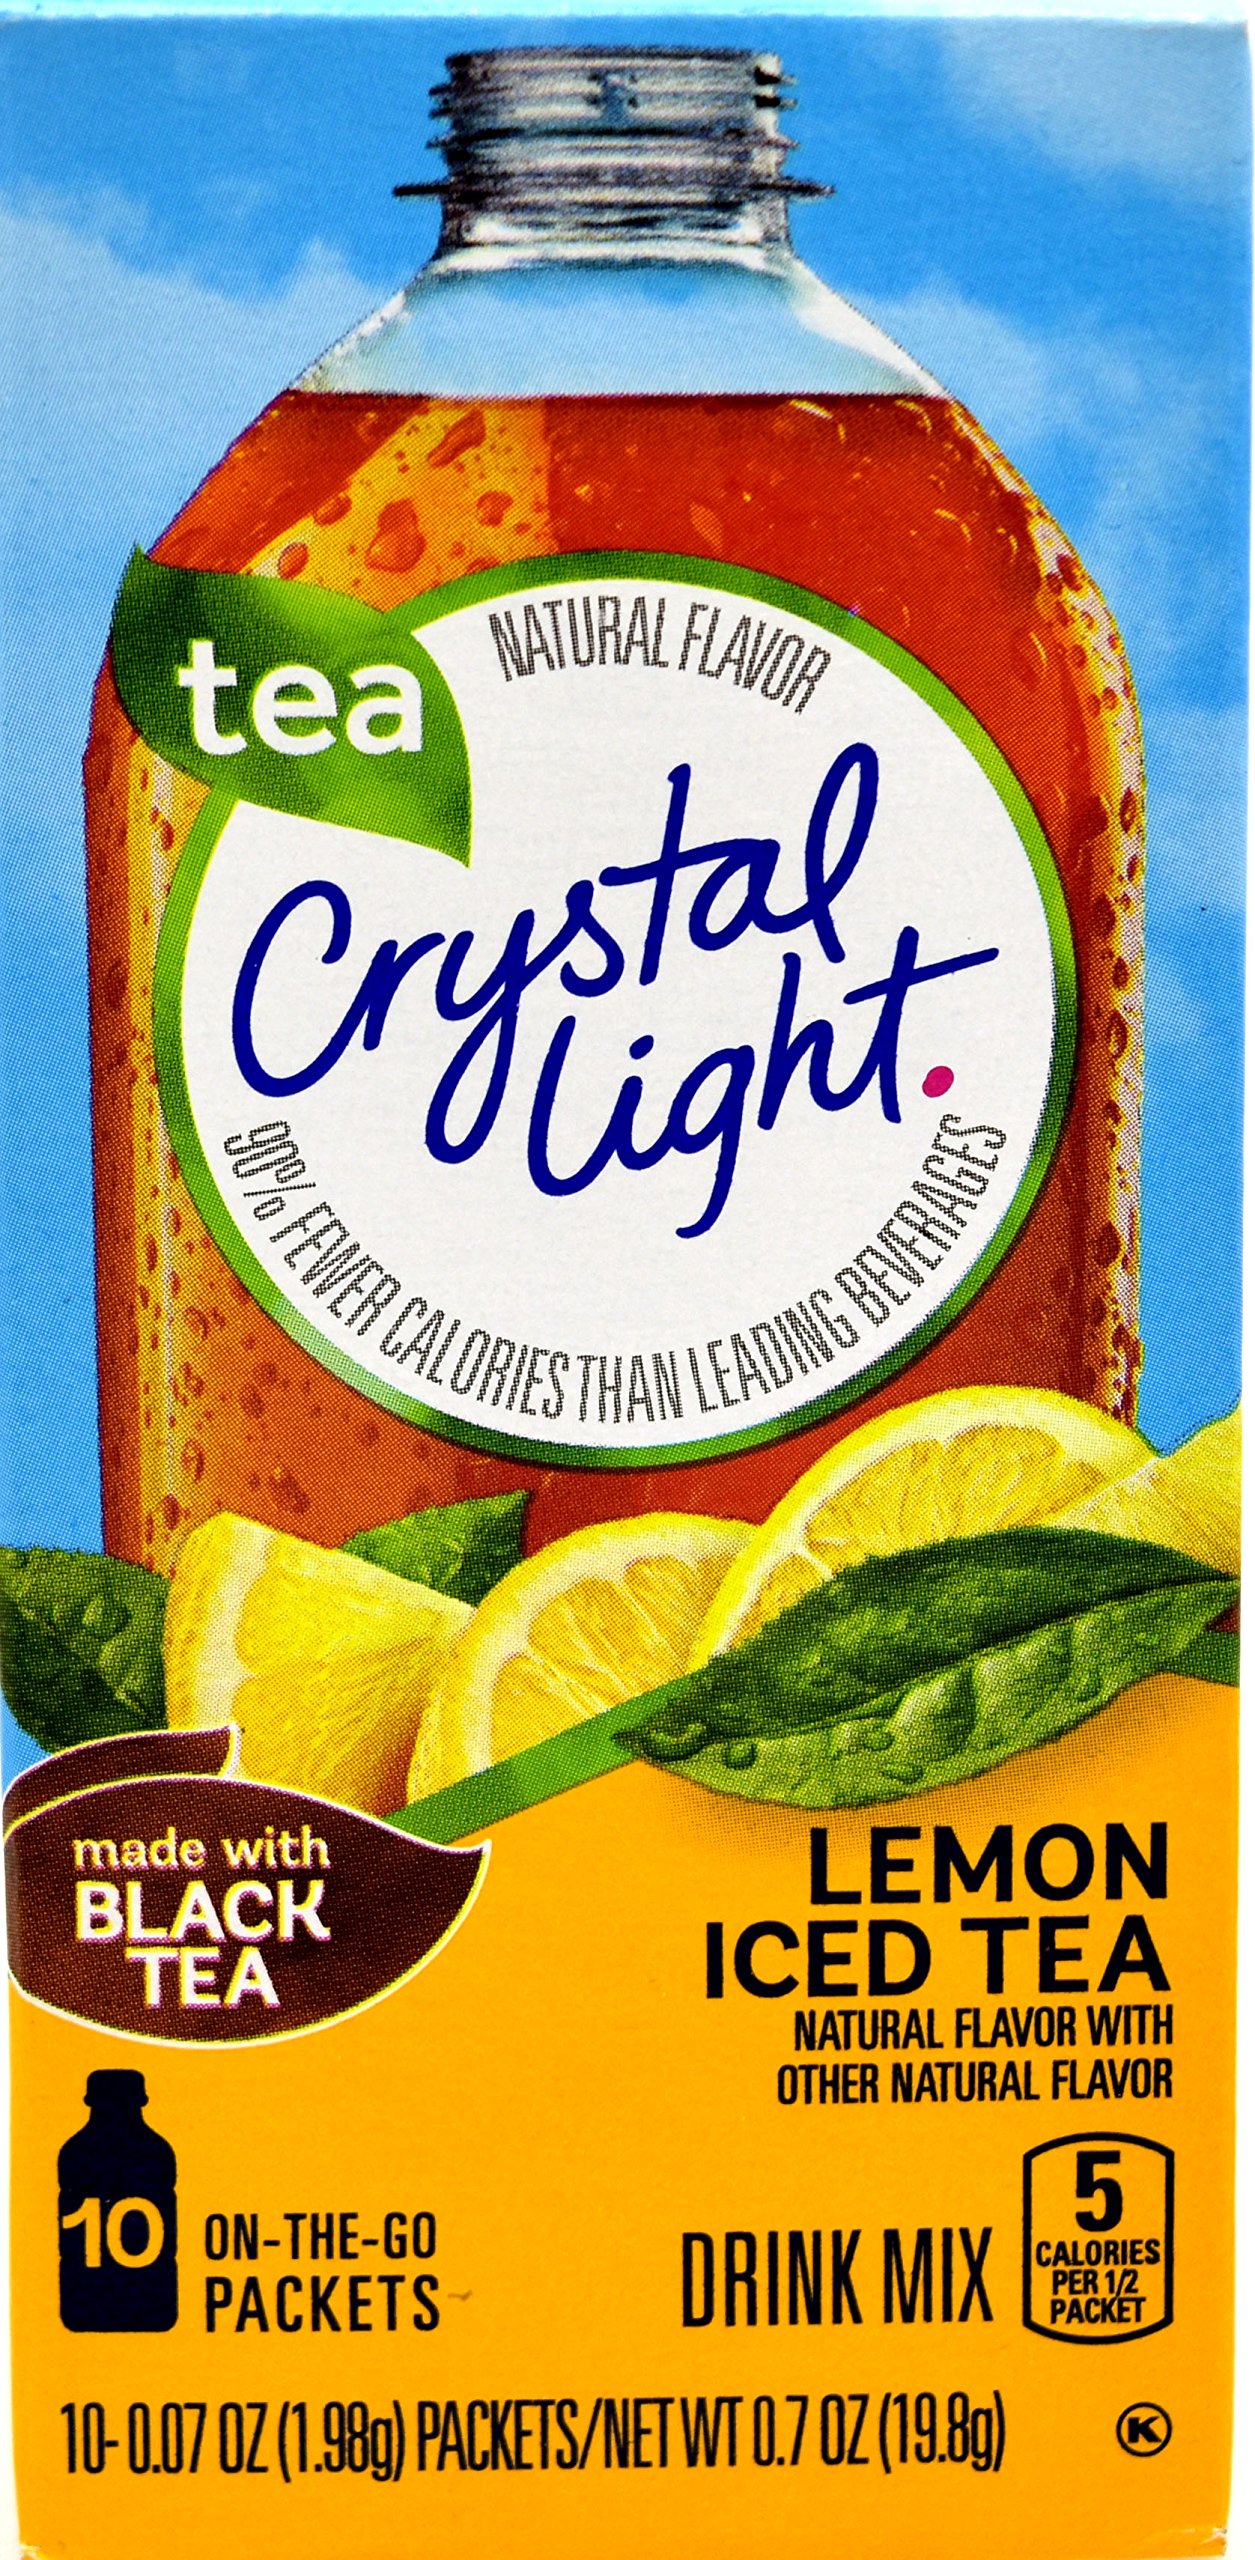 tea
NATURAL FLAVOR
Crystal
light.
90% FEWER CALORIES THAN LEADING BEVERAGES
made with
BLACK
TEA
LEMON
ICED TEA
NATURAL FLAVOR WITH
OTHER NATURAL FLAVOR
10
ON-THE-GO
PACKETS
DRINK MIX
5
CALORIES
PER 1/2
PACKET
10-0.07 OZ (1.98g) PACKETS/NET WT 0.7 OZ (19.8g)
K